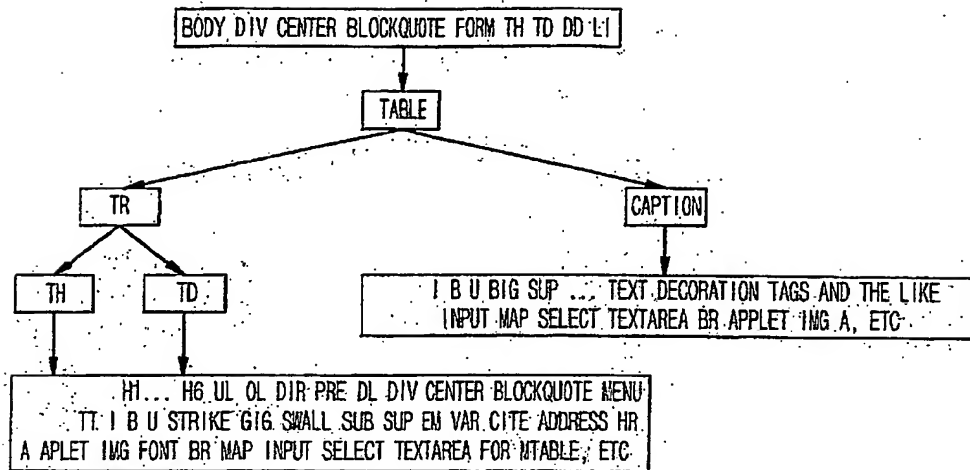 BODY DIV CENTER BLOCKQUOTE FORM TH TD DD LI
TABLE
TR
CAPTION
TH
TD
I B U BIG SUP ... TEXT DECORATION TAGS AND THE LIKE
INPUT MAP SELECT TEXTAREA BR APPLET IMG A, ETC
H1... H6 UL OL DIR PRE DL DIV CENTER BLOCKQUOTE MENU
TT I B U STRIKE GIG SWALL SUB SUP EM VAR CITE ADDRESS HR
A APLET IMG FONT BR MAP INPUT SELECT TEXTAREA FOR MTABLE, ETC